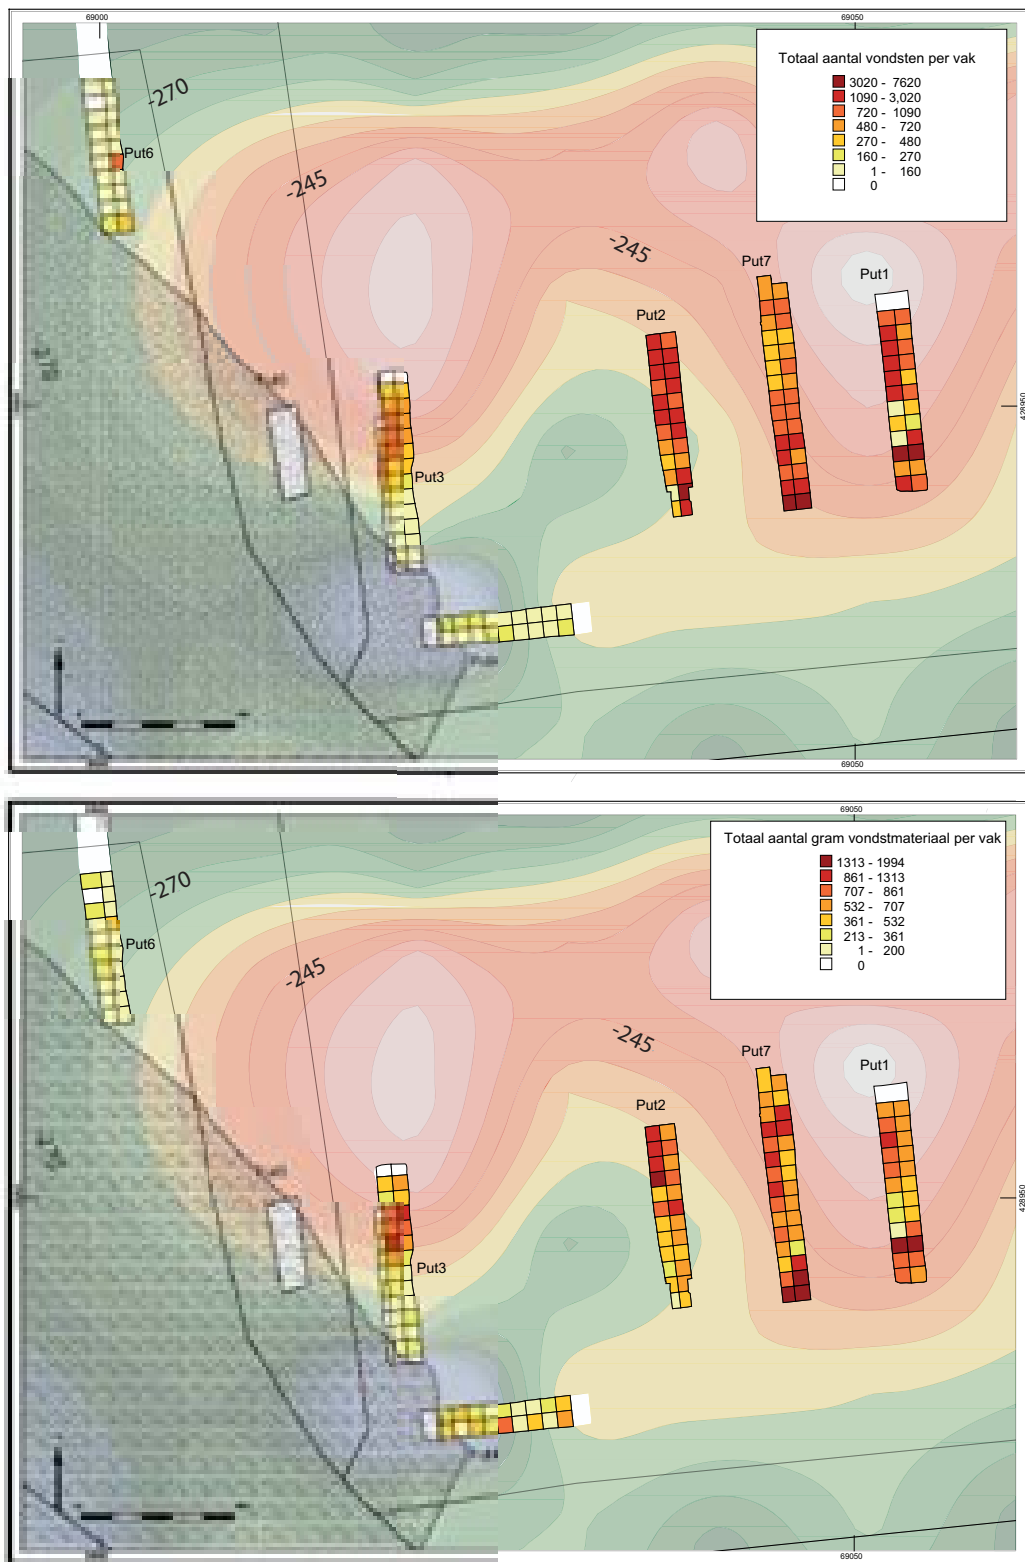 69000
69050
Totaal aantal vondsten per vak
3020 - 7620
1090 - 3,020
720 - 1090
480 - 720
270 - 480
160 - 270
1 - 160
0
-270
Put6
-245
-245
Put7
Put1
Put2
428950
Put3
69050
69050
Totaal aantal gram vondstmateriaal per vak
1313 - 1994
861 - 1313
707 - 861
532 - 707
361 - 532
213 - 361
1 - 200
0
-270
Put6
-245
-245
Put7
Put1
Put2
428950
Put3
69050